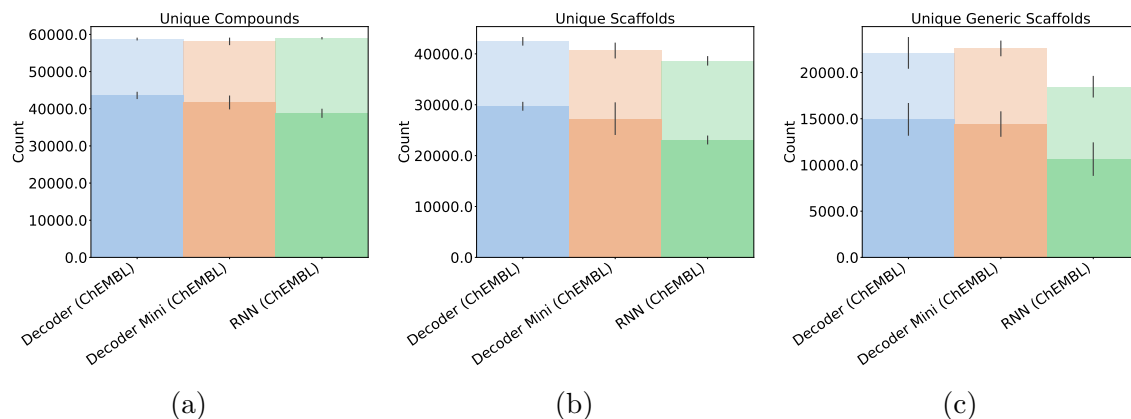 Unique Compounds
Count
60000.0
50000.0
40000.0
30000.0
20000.0
10000.0
0.0
Decoder (ChEMBL)
Decoder Mini (ChEMBL)
RNN (ChEMBL)
(a)
Unique Scaffolds
Count
40000.0
30000.0
20000.0
10000.0
0.0
Decoder (ChEMBL)
Decoder Mini (ChEMBL)
RNN (ChEMBL)
(b)
Unique Generic Scaffolds
Count
20000.0
15000.0
10000.0
5000.0
0.0
Decoder (ChEMBL)
Decoder Mini (ChEMBL)
RNN (ChEMBL)
(c)